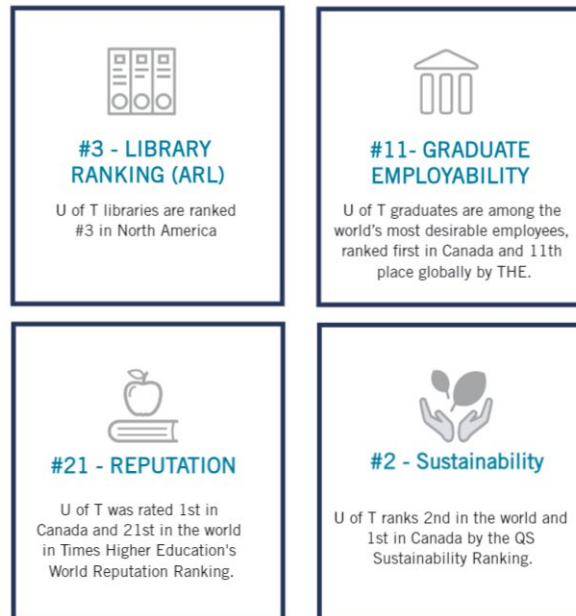 #3 - LIBRARY
RANKING (ARL)
U of T libraries are ranked
#3 in North America
#11- GRADUATE
EMPLOYABILITY
U of T graduates are among the
world's most desirable employees,
ranked first in Canada and 11th
place globally by THE.
#21 - REPUTATION
U of T was rated 1st in
Canada and 21st in the world
in Times Higher Education's
World Reputation Ranking.
#2 - Sustainability
U of T ranks 2nd in the world and
1st in Canada by the QS
Sustainability Ranking.